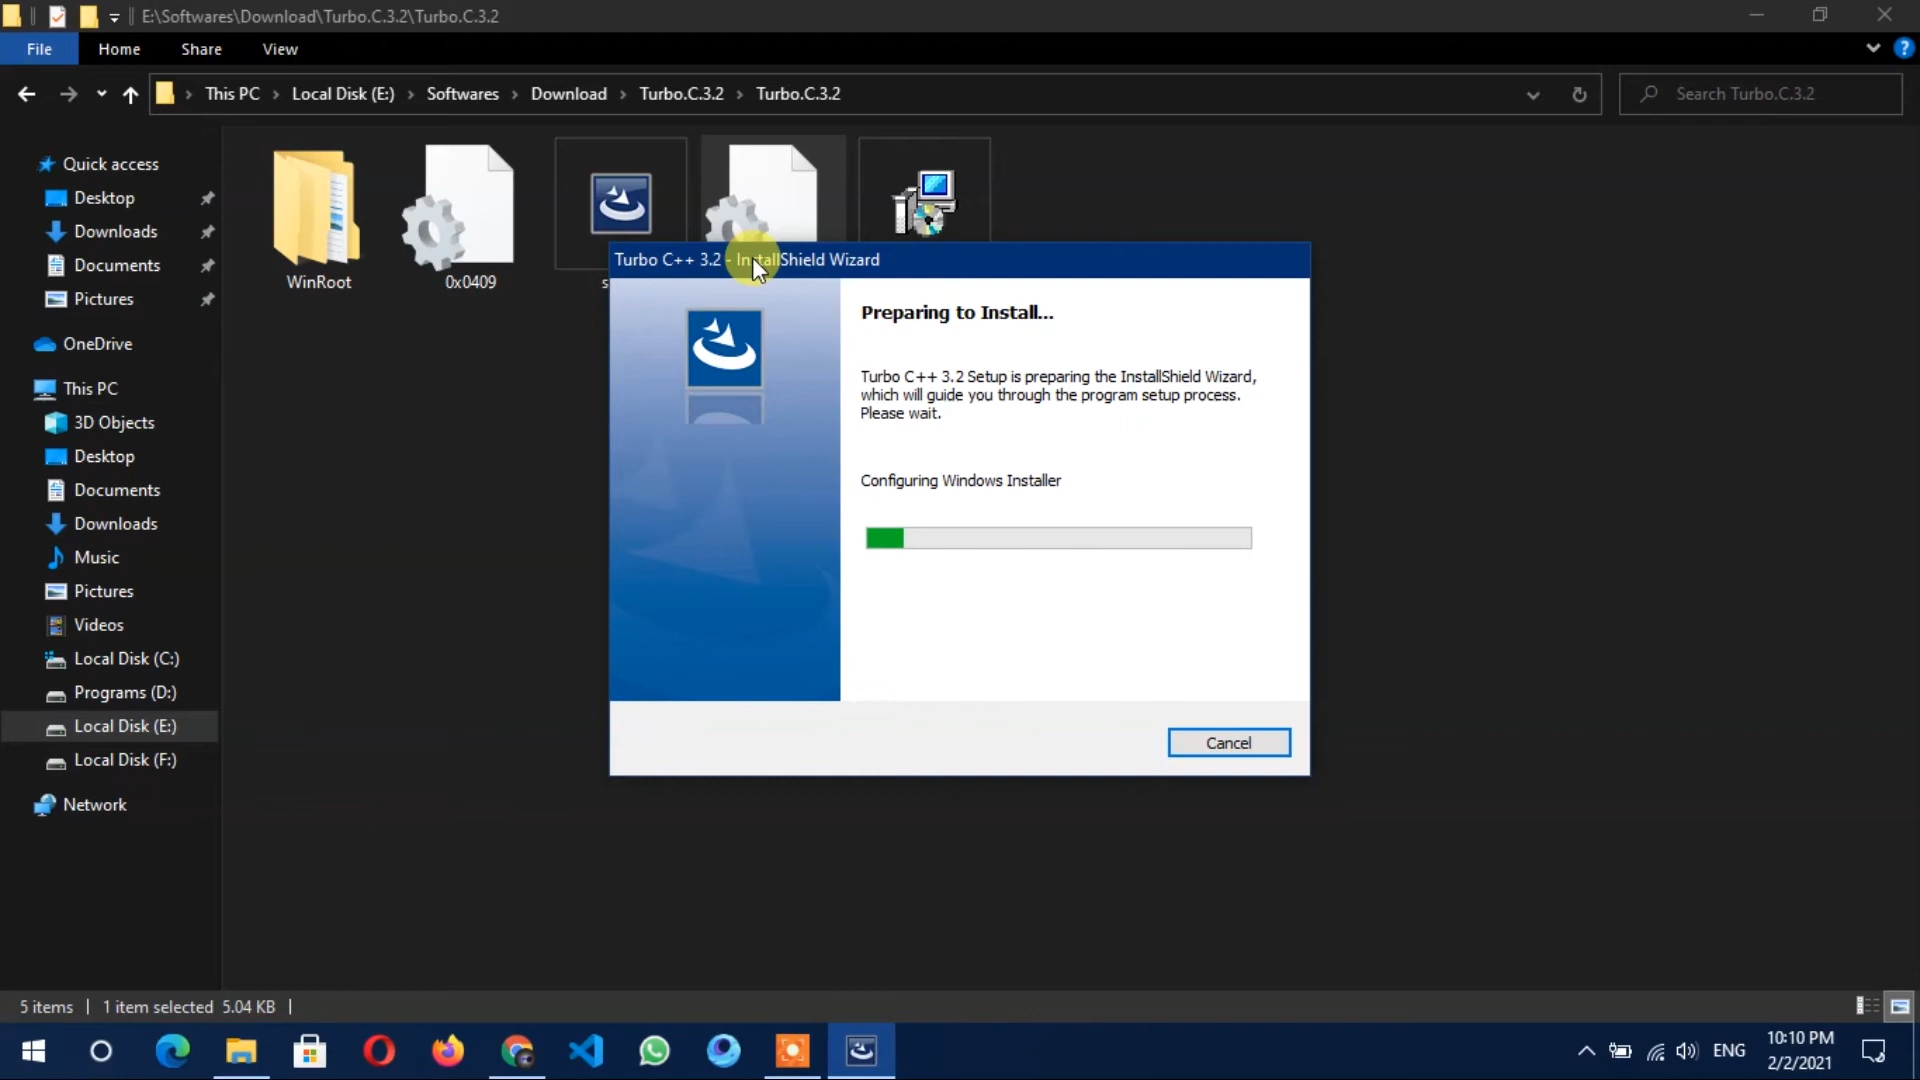 E:\Softwares\Download\Turbo.C.3.2\Turbo.C.3.2
File Home Share View
This PC > Local Disk (E:) > Softwares > Download > Turbo.C.3.2 > Turbo.C.3.2
Search Turbo.C.3.2
Quick access
Desktop
Downloads
Documents
Pictures
OneDrive
This PC
3D Objects
Desktop
Documents
Downloads
Music
Pictures
Videos
Local Disk (C:)
Programs (D:)
Local Disk (E:)
Local Disk (F:)
Network
WinRoot
0x0409
Turbo C++ 3.2 - InstallShield Wizard
Preparing to Install...
Turbo C++ 3.2 Setup is preparing the InstallShield Wizard,
which will guide you through the program setup process.
Please wait.
Configuring Windows Installer
Cancel
5 items | 1 item selected 5.04 KB |
ENG
10:10 PM
2/2/2021